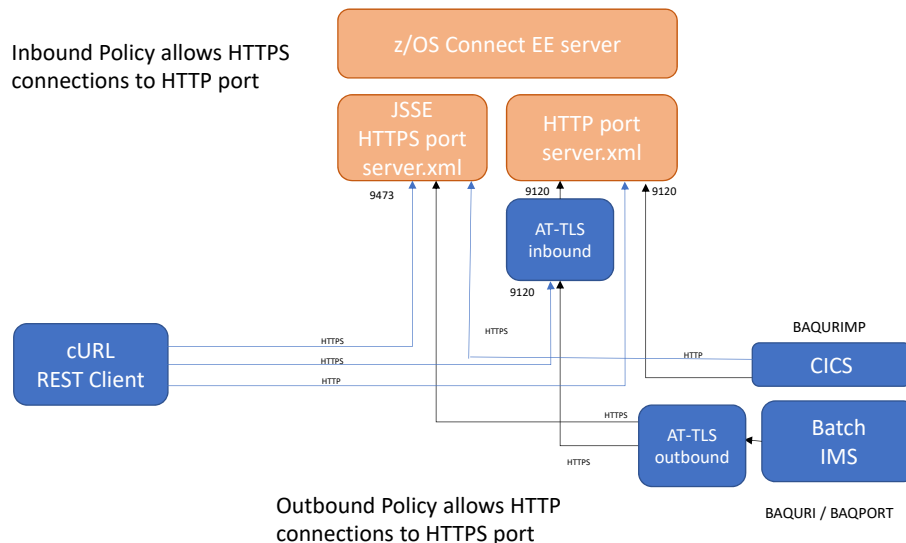 z/OS Connect EE server
Inbound Policy allows HTTPS
connections to HTTP port
JSSE
HTTPS port
server.xml
HTTP port
server.xml
9473
9120
9120
AT-TLS
inbound
9120
BAQURIMP
HTTPS
HTTPS
HTTP
cURL
REST Client
HTTPS
HTTPS
HTTP
CICS
HTTPS
AT-TLS
outbound
Batch
IMS
HTTPS
BAQURI / BAQPORT
Outbound Policy allows HTTP
connections to HTTPS port